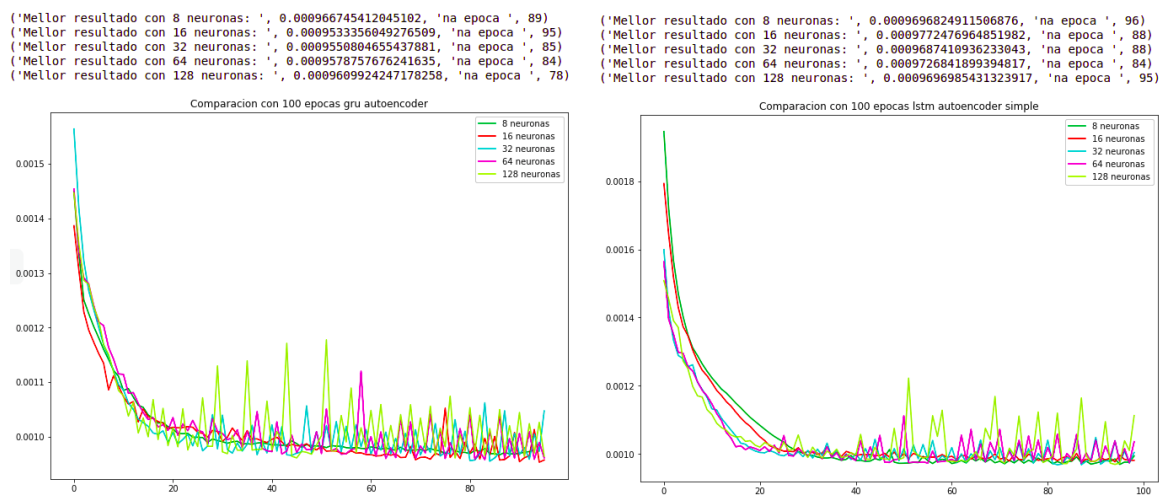 ('Mellor resultado con 8 neuronas: ', 0.000966745412045102, 'na epoca ', 89)
('Mellor resultado con 16 neuronas: ', 0.0009533356049276509, 'na epoca ', 95)
('Mellor resultado con 32 neuronas: ', 0.0009550804655437881, 'na epoca ', 85)
('Mellor resultado con 64 neuronas: ', 0.0009578757676241635, 'na epoca ', 84)
('Mellor resultado con 128 neuronas: ', 0.0009609924247178258, 'na epoca ', 78)
Comparacion con 100 epocas gru autoencoder
8 neuronas
16 neuronas
32 neuronas
64 neuronas
128 neuronas
0.0015
0.0014
0.0013
0.0012
0.0011
0.0010
0 20 40 60 80
('Mellor resultado con 8 neuronas: ', 0.0009696824911506876, 'na epoca ', 96)
('Mellor resultado con 16 neuronas: ', 0.0009772476964851982, 'na epoca ', 88)
('Mellor resultado con 32 neuronas: ', 0.0009687410936233043, 'na epoca ', 88)
('Mellor resultado con 64 neuronas: ', 0.0009726841899394817, 'na epoca ', 84)
('Mellor resultado con 128 neuronas: ', 0.0009696985431323917, 'na epoca ', 95)
Comparacion con 100 epocas lstm autoencoder simple
8 neuronas
16 neuronas
32 neuronas
64 neuronas
128 neuronas
0.0018
0.0016
0.0014
0.0012
0.0010
0 20 40 60 80 100